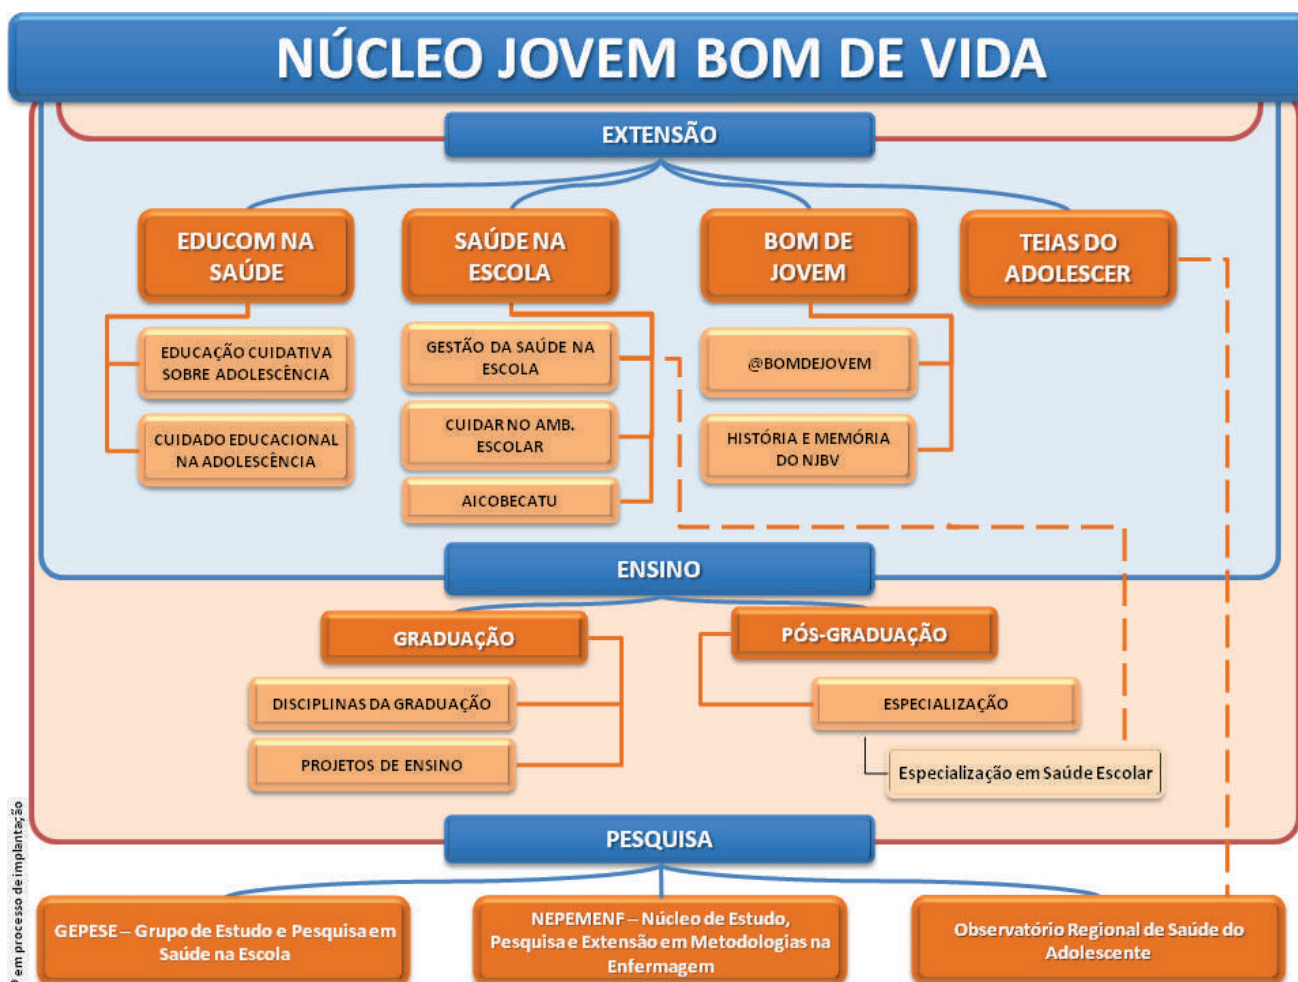 NÚCLEO JOVEM BOM DE VIDA
EXTENSÃO
EDUCOM NA
SAÚDE
SAÚDE NA
ESCOLA
BOM DE
JOVEM
TEIAS DO
ADOLESCER
EDUCAÇÃO CUIDATIVA
SOBRE ADOLESCÊNCIA
CUIDADO EDUCACIONAL
NA ADOLESCÊNCIA
GESTÃO DA SAÚDE NA
ESCOLA
CUIDAR NO AMB.
ESCOLAR
AICOBECATU
@BOMDEJOVEM
HISTÓRIA E MEMÓRIA
DO NJBV
ENSINO
GRADUAÇÃO
DISCIPLINAS DA GRADUAÇÃO
PROJETOS DE ENSINO
PÓS-GRADUAÇÃO
ESPECIALIZAÇÃO
Especialização em Saúde Escolar
PESQUISA
GEPESE – Grupo de Estudo e Pesquisa em
Saúde na Escola
NEPEMENF – Núcleo de Estudo,
Pesquisa e Extensão em Metodologias na
Enfermagem
Observatório Regional de Saúde do
Adolescente
em processo de implantação